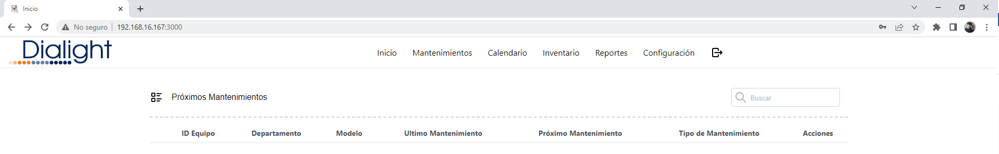 Inicio
No seguro 192.168.16.167:3000
Dialight
Inicio Mantenimientos Calendario Inventario Reportes Configuración
Próximos Mantenimientos
Buscar
ID Equipo Departamento Modelo Ultimo Mantenimiento Próximo Mantenimiento Tipo de Mantenimiento Acciones